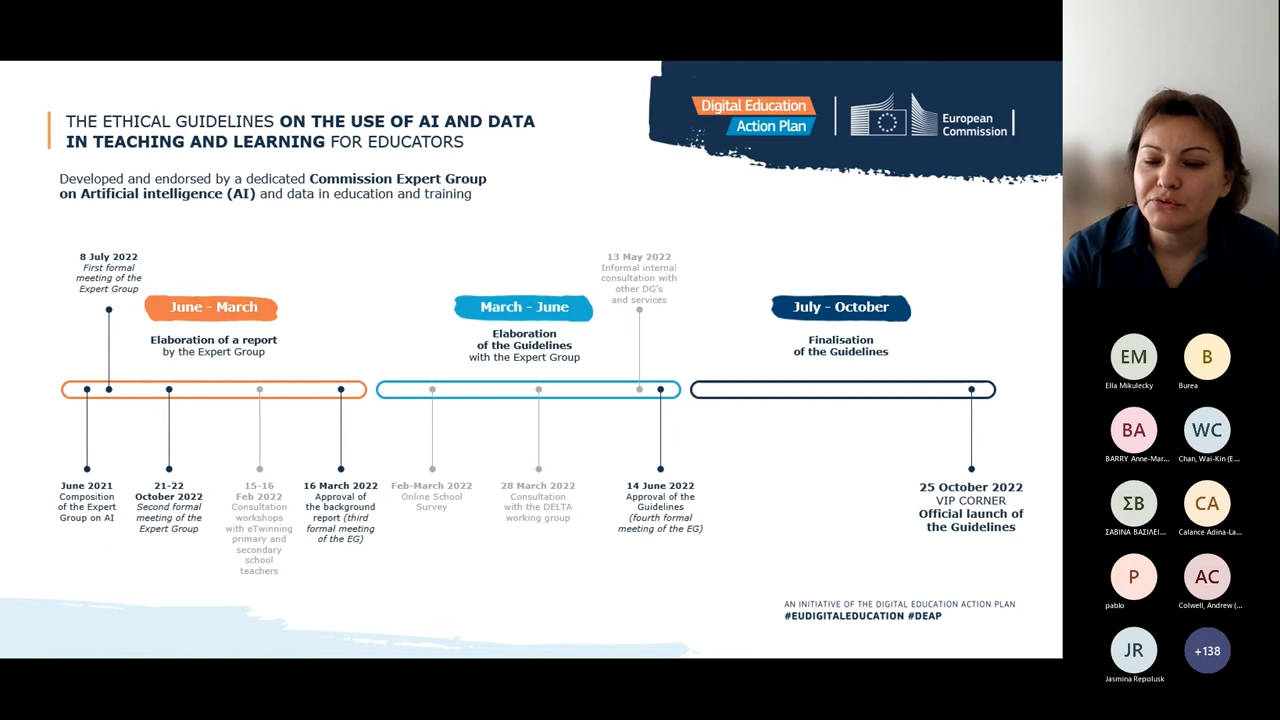 THE ETHICAL GUIDELINES ON THE USE OF AI AND DATA
IN TEACHING AND LEARNING FOR EDUCATORS
Digital Education
Action Plan
European
Commission
Developed and endorsed by a dedicated Commission Expert Group
on Artificial intelligence (AI) and data in education and training
8 July 2022
First formal
meeting of the
Expert Group
13 May 2022
Informal internal
consultation with
other DG's
and services
June – March
Elaboration of a report
by the Expert Group
March – June
Elaboration
of the Guidelines
with the Expert Group
July – October
Finalisation
of the Guidelines
June 2021
Composition
of the Expert
Group on AI
21–22
October 2022
Second formal
meeting of the
Expert Group
15-16
Feb 2022
Consultation
workshops
with eTwinning
primary and
secondary
school
teachers
16 March 2022
Approval of
the background
report (third
formal meeting
of the EG)
Feb-March 2022
Online School
Survey
28 March 2022
Consultation
with the DELTA
working group
14 June 2022
Approval of the
Guidelines
(fourth formal
meeting of the EG)
25 October 2022
VIP CORNER
Official launch of
the Guidelines
AN INITIATIVE OF THE DIGITAL EDUCATION ACTION PLAN
#EUDIGITALEDUCATION #DEAP
EM
Ella Mikulecky
B
Burea
BA
BARRY Anne-Mar...
WC
Chan, Wai-Kin (E...
ΣΒ
ΣΑΒΙΝΑ ΒΑΣΙΛΕΙ...
CA
Calance Adina-La...
P
pablo
AC
Colwell, Andrew (...
JR
Jasmina Repolusk
+138